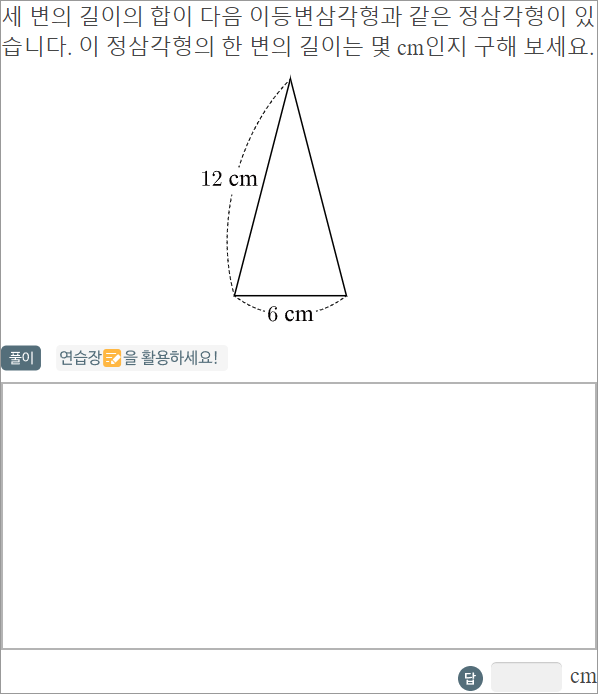 세 변의 길이의 합이 다음 이등변삼각형과 같은 정삼각형이 있
습니다. 이 정삼각형의 한 변의 길이는 몇 cm인지 구해 보세요.
12 cm
6 cm
풀이 연습장을 활용하세요!
답 cm